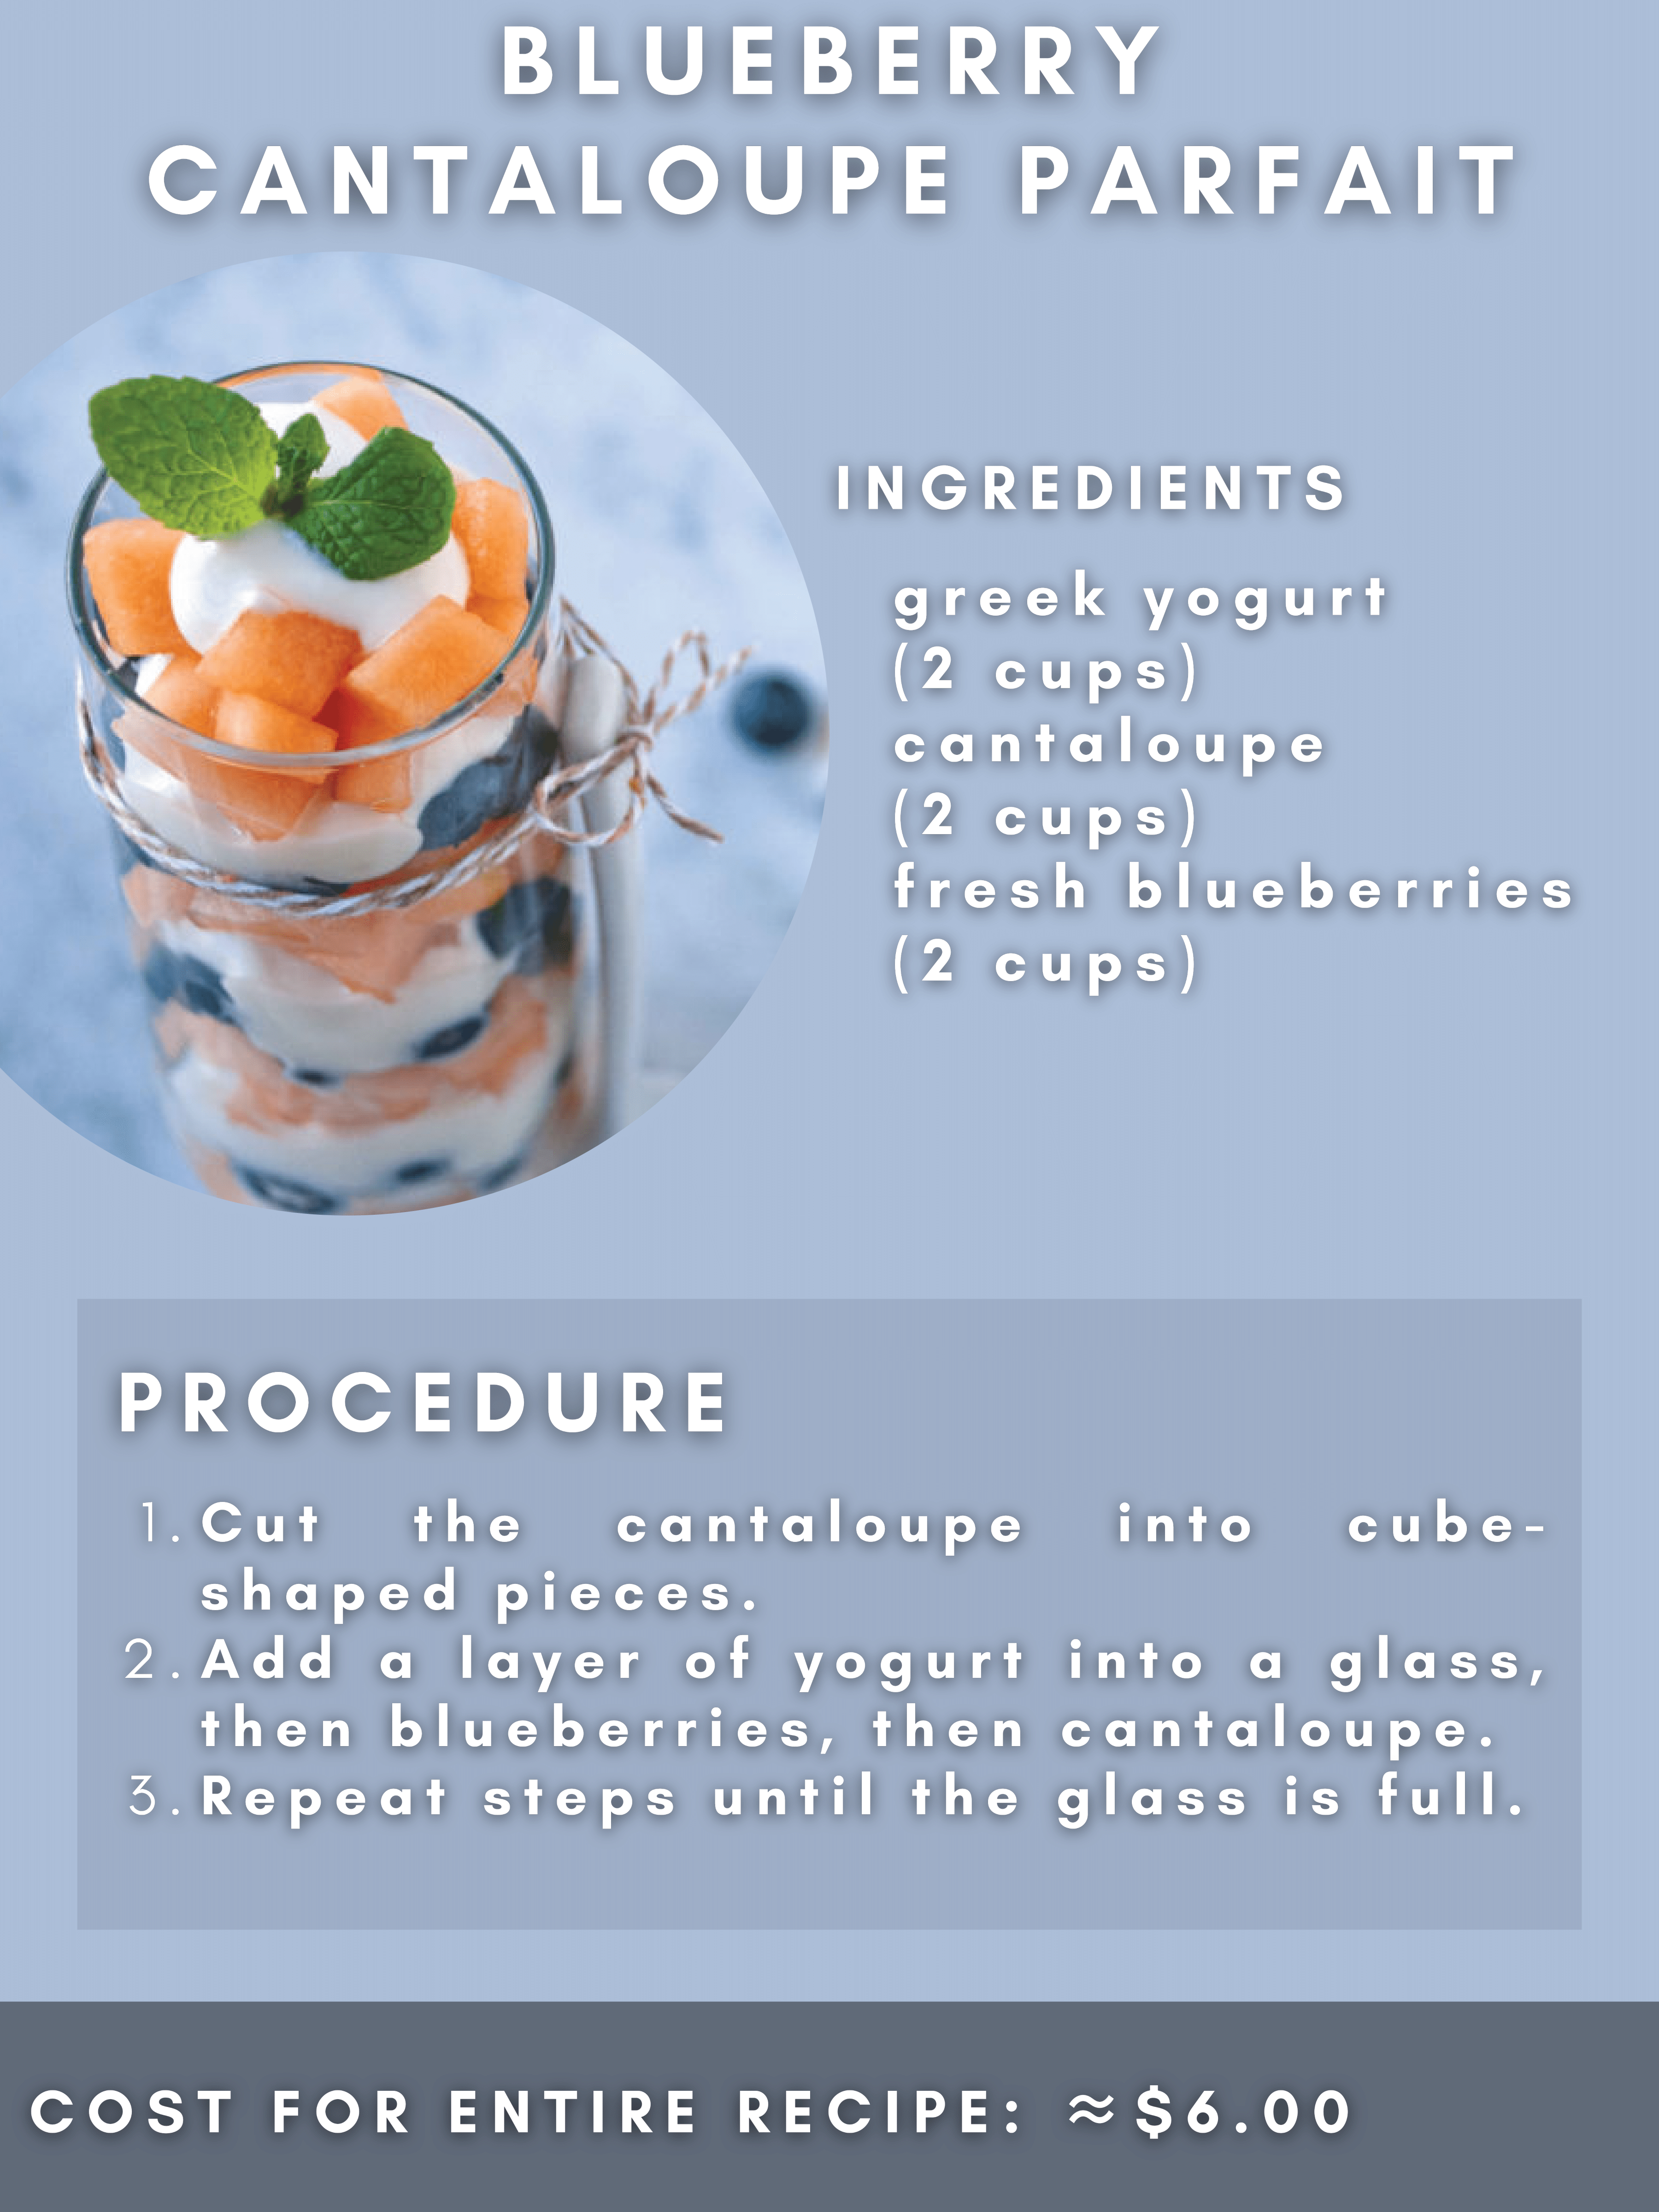 BLUEBERRY
CANTALOUPE PARFAIT
INGREDIENTS
greek yogurt
(2 cups)
cantaloupe
(2 cups)
fresh blueberries
(2 cups)
PROCEDURE
1. Cut the cantaloupe into cube-
shaped pieces.
2. Add a layer of yogurt into a glass,
then blueberries, then cantaloupe.
3. Repeat steps until the glass is full.
COST FOR ENTIRE RECIPE: ≈$6.00